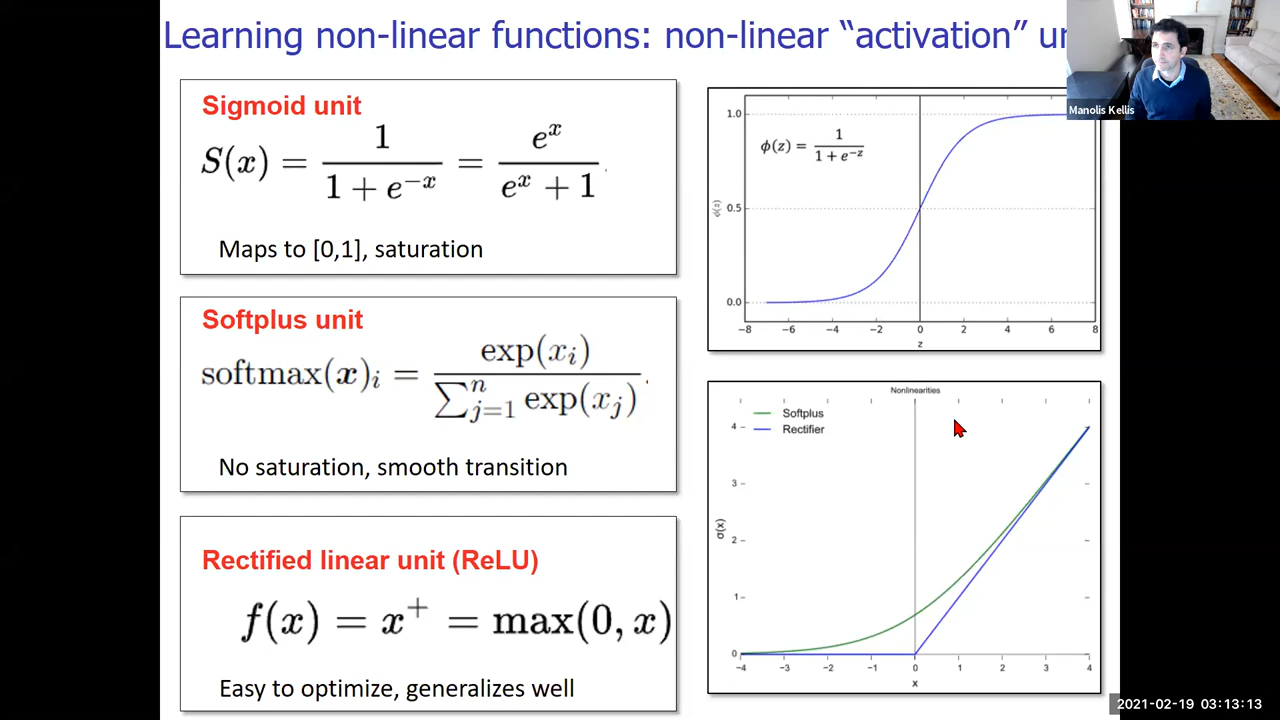 Learning non-linear functions: non-linear “activation”
Manolis Kellis
Sigmoid unit
S(x) = 1 / (1 + e^{-x}) = e^x / (e^x + 1)
Maps to [0,1], saturation
Softplus unit
softmax(x)_i = exp(x_i) / ∑_{j=1}^{n} exp(x_j).
No saturation, smooth transition
Rectified linear unit (ReLU)
f(x) = x^+ = max(0, x)
Easy to optimize, generalizes well
ϕ(z) = 1 / (1 + e^{-z})
1.0
0.5
0.0
ϕ(z)
−8 −6 −4 −2 0 2 4 6 8
z
Nonlinearities
Softplus
Rectifier
4
3
2
1
0
σ(x)
−4 −3 −2 −1 0 1 2 3 4
x
2021-02-19 03:13:13